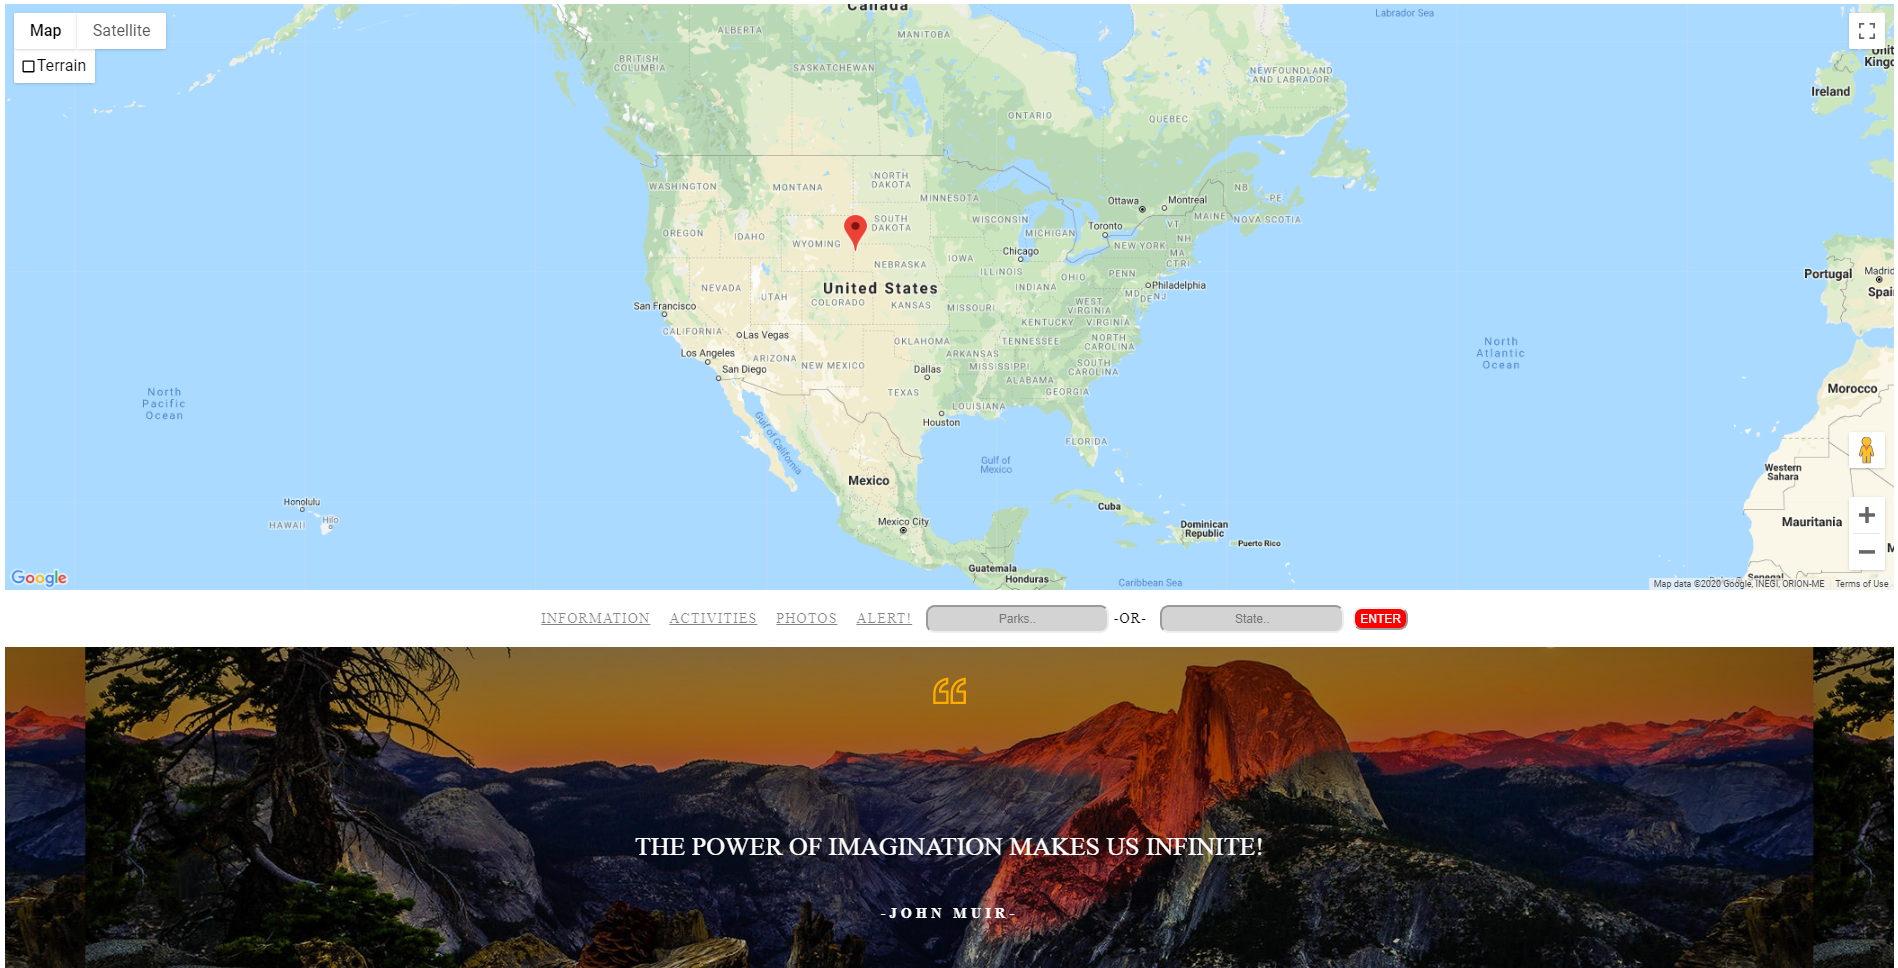 Canada
Labrador Sea
Map
Satellite
Terrain
ALBERTA
MANITOBA
BRITISH
COLUMBIA
SASKATCHEWAN
NEWFOUNDLAND
AND LABRADOR
Ireland
ONTARIO
QUEBEC
WASHINGTON
MONTANA
NORTH
DAKOTA
MINNESOTA
NB
PE
Ottawa
Montreal
MAINE
NOVA SCOTIA
OREGON
IDAHO
WYOMING
SOUTH
DAKOTA
WISCONSIN
MICHIGAN
Toronto
VT
NH
NEW YORK
MA
CT
RI
Chicago
NEBRASKA
IOWA
ILLINOIS
OHIO
PENN
Portugal
Madrid
NEVADA
UTAH
United States
COLORADO
KANSAS
MISSOURI
INDIANA
WEST
VIRGINIA
MD
DE
NJ
Philadelphia
San Francisco
CALIFORNIA
Las Vegas
KENTUCKY
VIRGINIA
Los Angeles
ARIZONA
NEW MEXICO
OKLAHOMA
ARKANSAS
TENNESSEE
NORTH
CAROLINA
San Diego
Dallas
MISSISSIPPI
SOUTH
CAROLINA
ALABAMA
GEORGIA
TEXAS
LOUISIANA
Houston
FLORIDA
North
Pacific
Ocean
North
Atlantic
Ocean
Morocco
Gulf of California
Gulf of
Mexico
Mexico
Western
Sahara
Honolulu
HAWAII
Hilo
Mexico City
Cuba
Dominican
Republic
Puerto Rico
Mauritania
Guatemala
Honduras
Caribbean Sea
Senegal
Google
Map data ©2020 Google, INEGI, ORION-ME
Terms of Use
INFORMATION ACTIVITIES PHOTOS ALERT! Parks.. -OR- State.. ENTER
THE POWER OF IMAGINATION MAKES US INFINITE!
-JOHN MUIR-